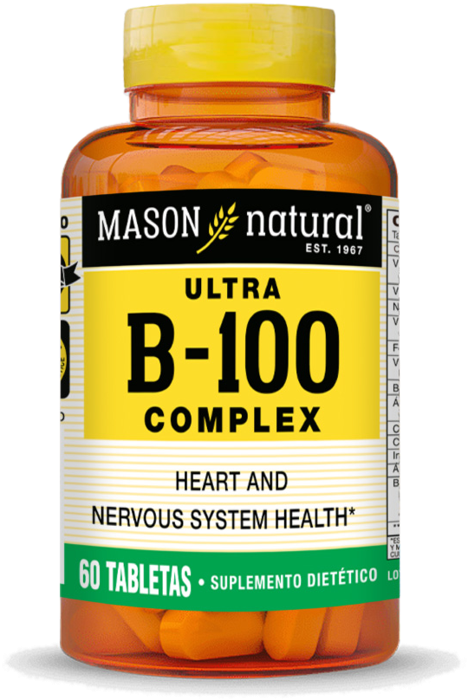 MASON natural®
EST. 1967
ULTRA
B-100
COMPLEX
HEART AND
NERVOUS SYSTEM HEALTH*
60 TABLETAS • SUPLEMENTO DIETÉTICO